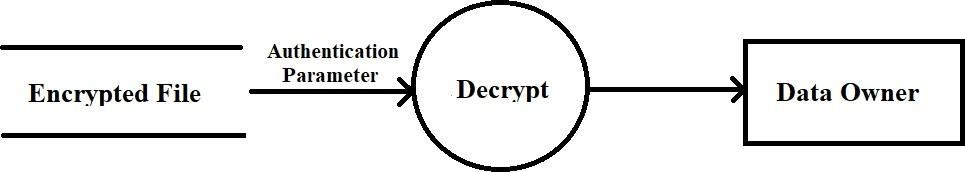 Encrypted File
Authentication
Parameter
Decrypt
Data Owner